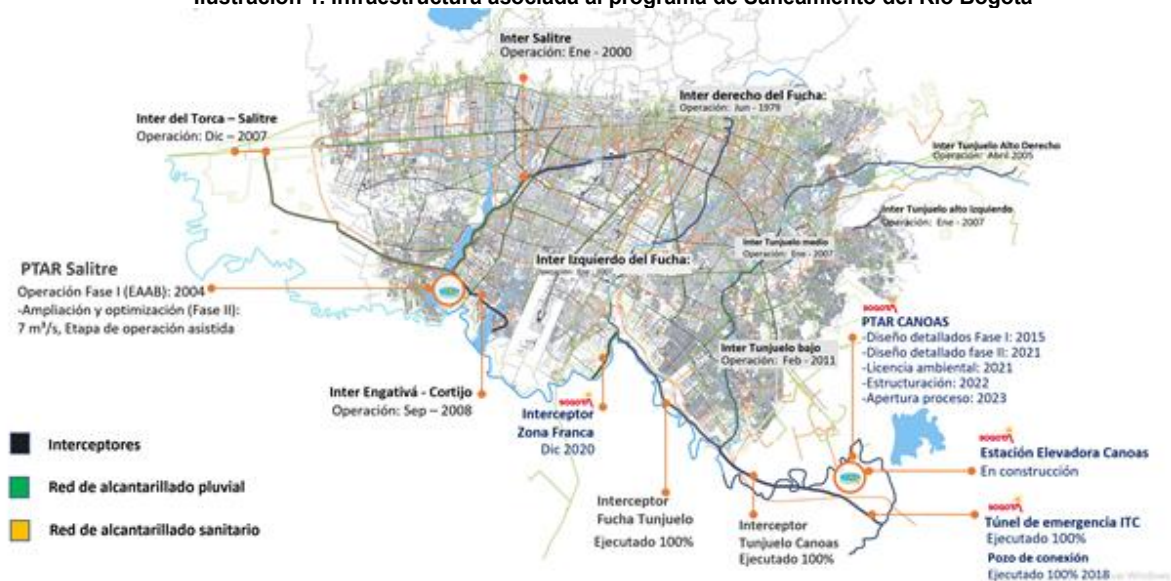 Ilustración 1. Infraestructura asociada al programa de Saneamiento del Río Bogotá
Inter Salitre
Operación: Ene - 2000
Inter derecho del Fucha:
Operación: Jun - 1979
Inter del Torca – Salitre
Operación: Dic – 2007
Inter Tunjuelo Alto Derecho
Operación: Abril 2005
Inter Tunjuelo alto Izquierdo
Operación: Ene - 2007
Inter Tunjuelo medio
Operación: Ene - 2007
Inter Izquierdo del Fucha:
Operación: Ene - 2007
PTAR Salitre
Operación Fase I (EAAB): 2004
-Ampliación y optimización (Fase II):
7 m³/s, Etapa de operación asistida
BOGOTÁ
PTAR CANOAS
-Diseño detallados Fase I: 2015
-Diseño detallado fase II: 2021
-Licencia ambiental: 2021
-Estructuración: 2022
-Apertura proceso: 2023
Inter Tunjuelo bajo
Operación: Feb - 2011
Inter Engativá - Cortijo
Operación: Sep – 2008
BOGOTÁ
Interceptor
Zona Franca
Dic 2020
BOGOTÁ
Estación Elevadora Canoas
En construcción
Interceptores
Red de alcantarillado pluvial
Red de alcantarillado sanitario
Interceptor
Fucha Tunjuelo
Ejecutado 100%
Interceptor
Tunjuelo Canoas
Ejecutado 100%
BOGOTÁ
Túnel de emergencia ITC
Ejecutado 100%
Pozo de conexión
Ejecutado 100% 2018